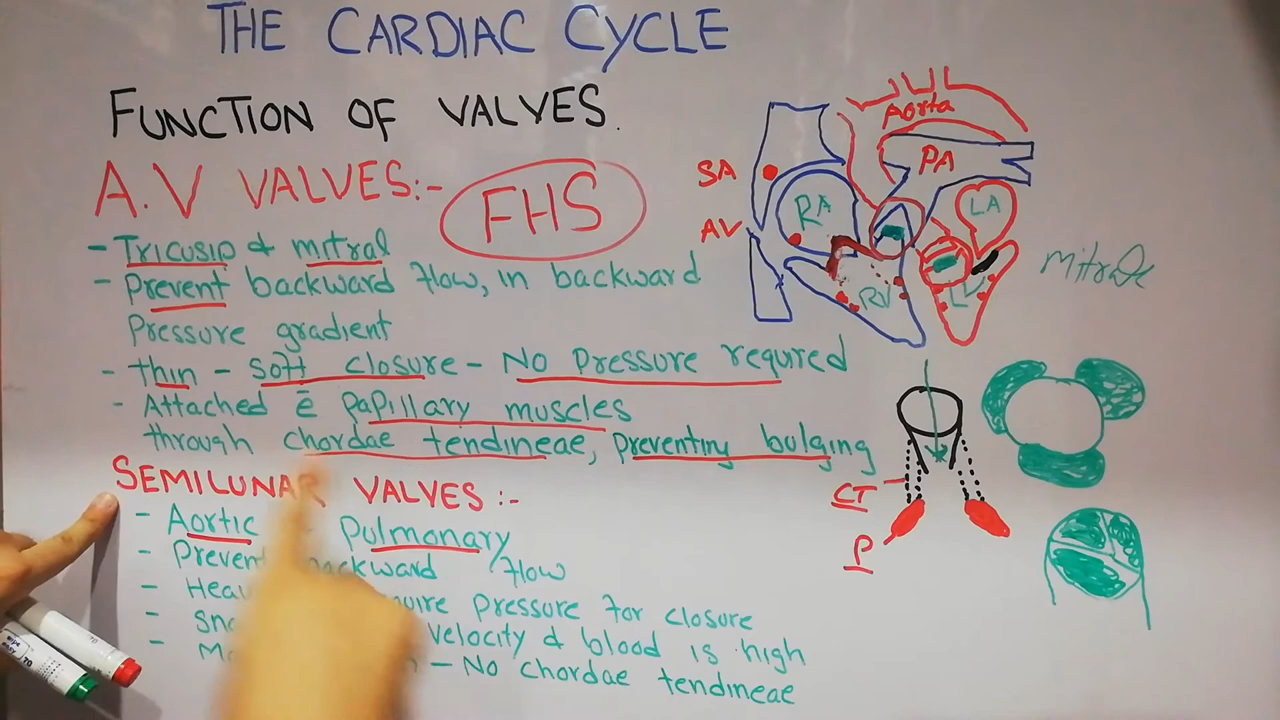 THE CARDIAC CYCLE
FUNCTION OF VALVES.
A.V VALVES:-
FHS
- Tricusip & mitral
- Prevent backward flow, in backward
Pressure gradient
- thin - soft closure - No Pressure required
- Attached ē papillary muscles
through chordae tendineae, preventing bulging
SEMILUNAR VALVES :-
- Aortic Pulmonary
- Prevent backward flow
- Pressure for closure
- velocity & blood is high
- - No chordae tendineae
Aorta
PA
SA
RA
LA
AV
RV
LV
mitral
CT
P